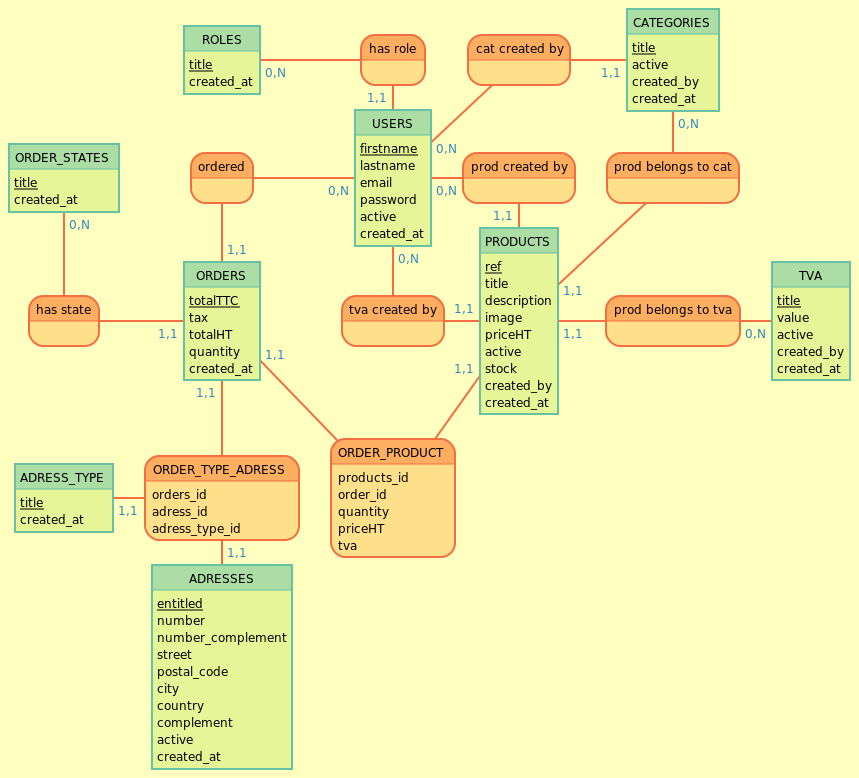 ROLES
title
created_at
0,N
has role
1,1
cat created by
1,1
CATEGORIES
title
active
created_by
created_at
0,N
ORDER_STATES
title
created_at
0,N
ordered
1,1
0,N
USERS
firstname
lastname
email
password
active
created_at
0,N
0,N
0,N
prod created by
1,1
prod belongs to cat
1,1
PRODUCTS
ref
title
description
image
priceHT
active
stock
created_by
created_at
has state
1,1
ORDERS
totalTTC
tax
totalHT
quantity
created_at
1,1
1,1
tva created by
1,1
1,1
1,1
prod belongs to tva
0,N
TVA
title
value
active
created_by
created_at
ADRESS_TYPE
title
created_at
1,1
ORDER_TYPE_ADRESS
orders_id
adress_id
adress_type_id
1,1
ORDER_PRODUCT
products_id
order_id
quantity
priceHT
tva
ADRESSES
entitled
number
number_complement
street
postal_code
city
country
complement
active
created_at